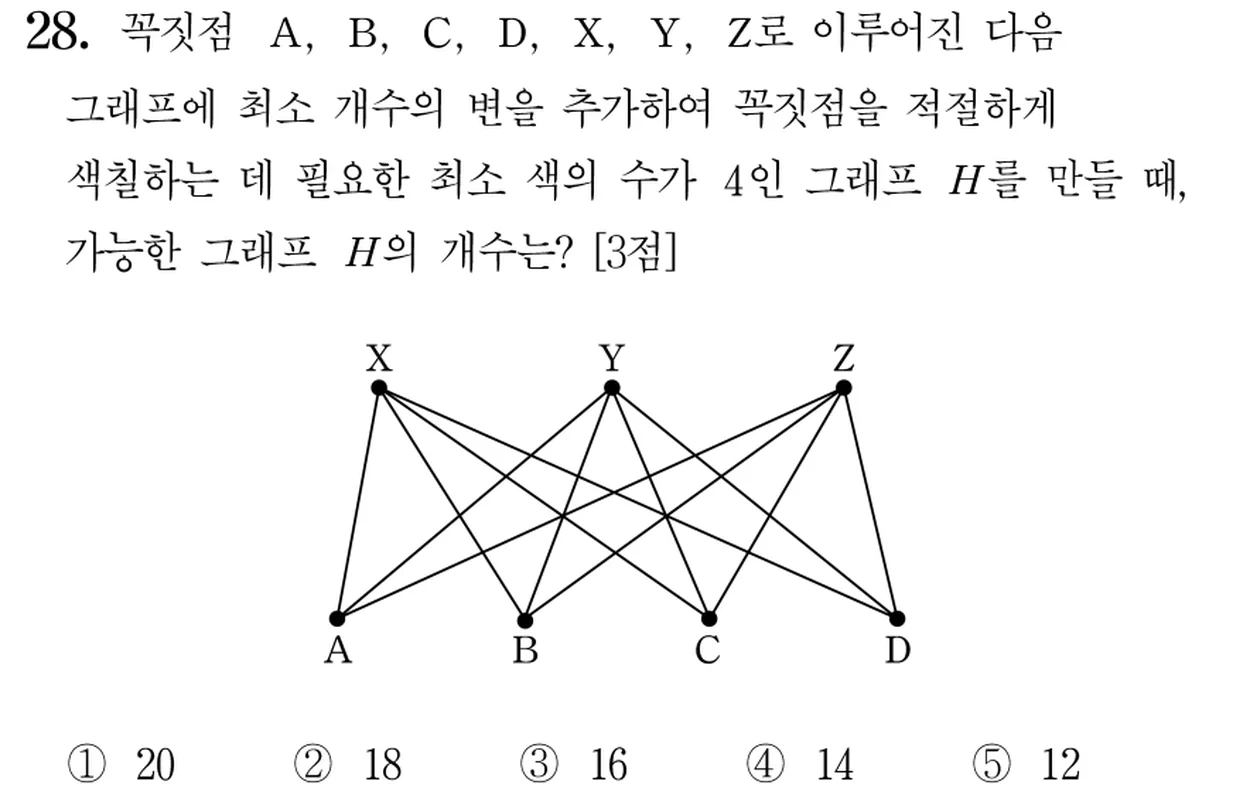 28. 꼭짓점 A, B, C, D, X, Y, Z로 이루어진 다음
그래프에 최소 개수의 변을 추가하여 꼭짓점을 적절하게
색칠하는 데 필요한 최소 색의 수가 4인 그래프 H를 만들 때,
가능한 그래프 H의 개수는? [3점]
X Y Z
A B C D
① 20 ② 18 ③ 16 ④ 14 ⑤ 12